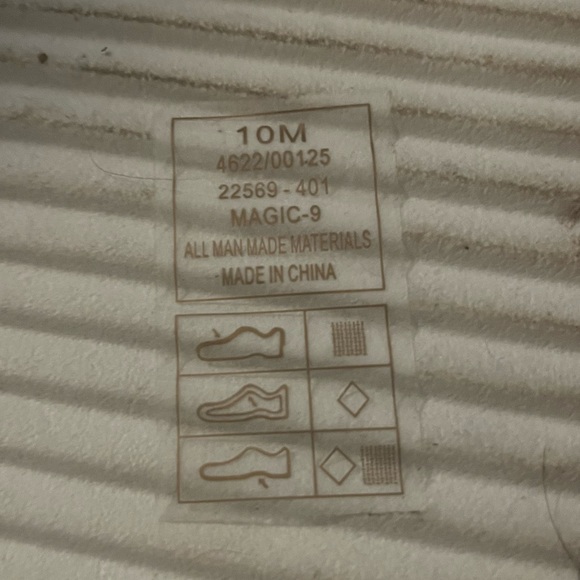 10M
4622/00125
22569-401
MAGIC-9
ALL MAN MADE MATERIALS
MADE IN CHINA